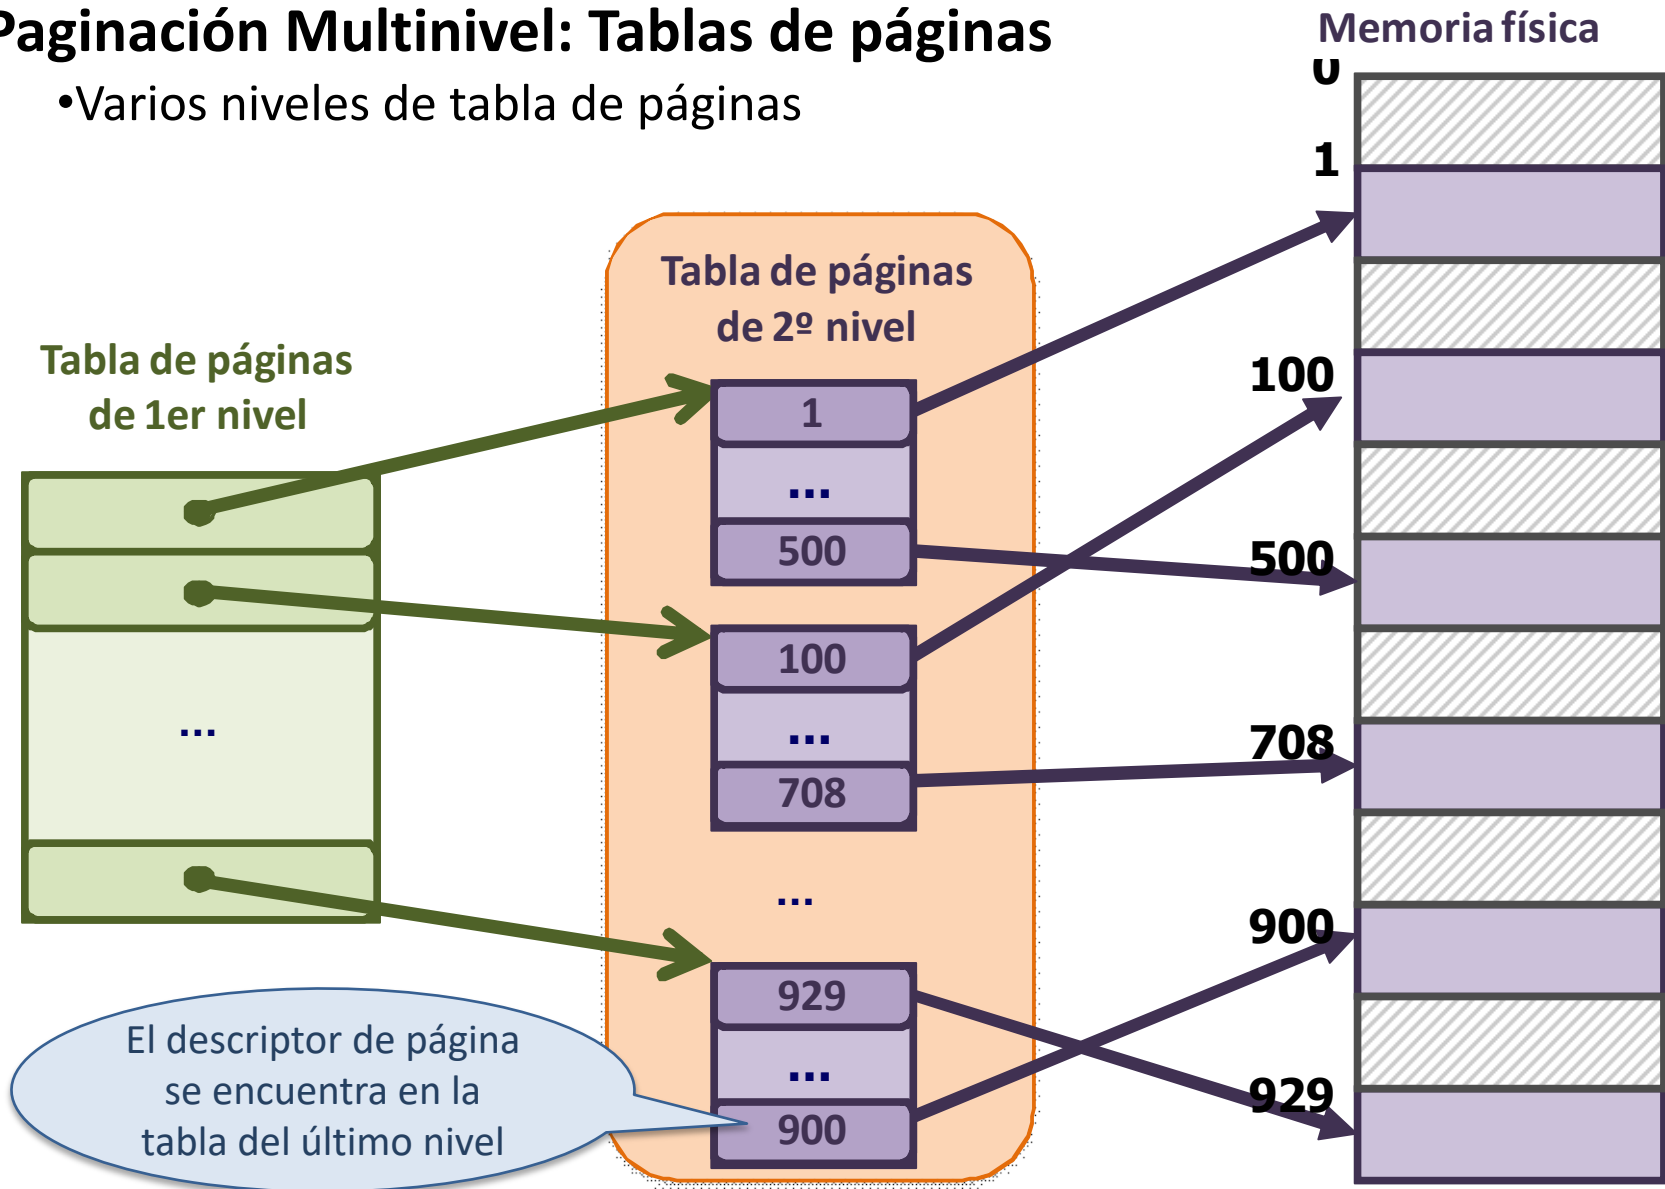 Paginación Multinivel: Tablas de páginas
•Varios niveles de tabla de páginas
Memoria física
0
1
100
500
708
900
929
Tabla de páginas
de 1er nivel
...
Tabla de páginas
de 2º nivel
1
...
500
100
...
708
...
929
...
900
El descriptor de página
se encuentra en la
tabla del último nivel